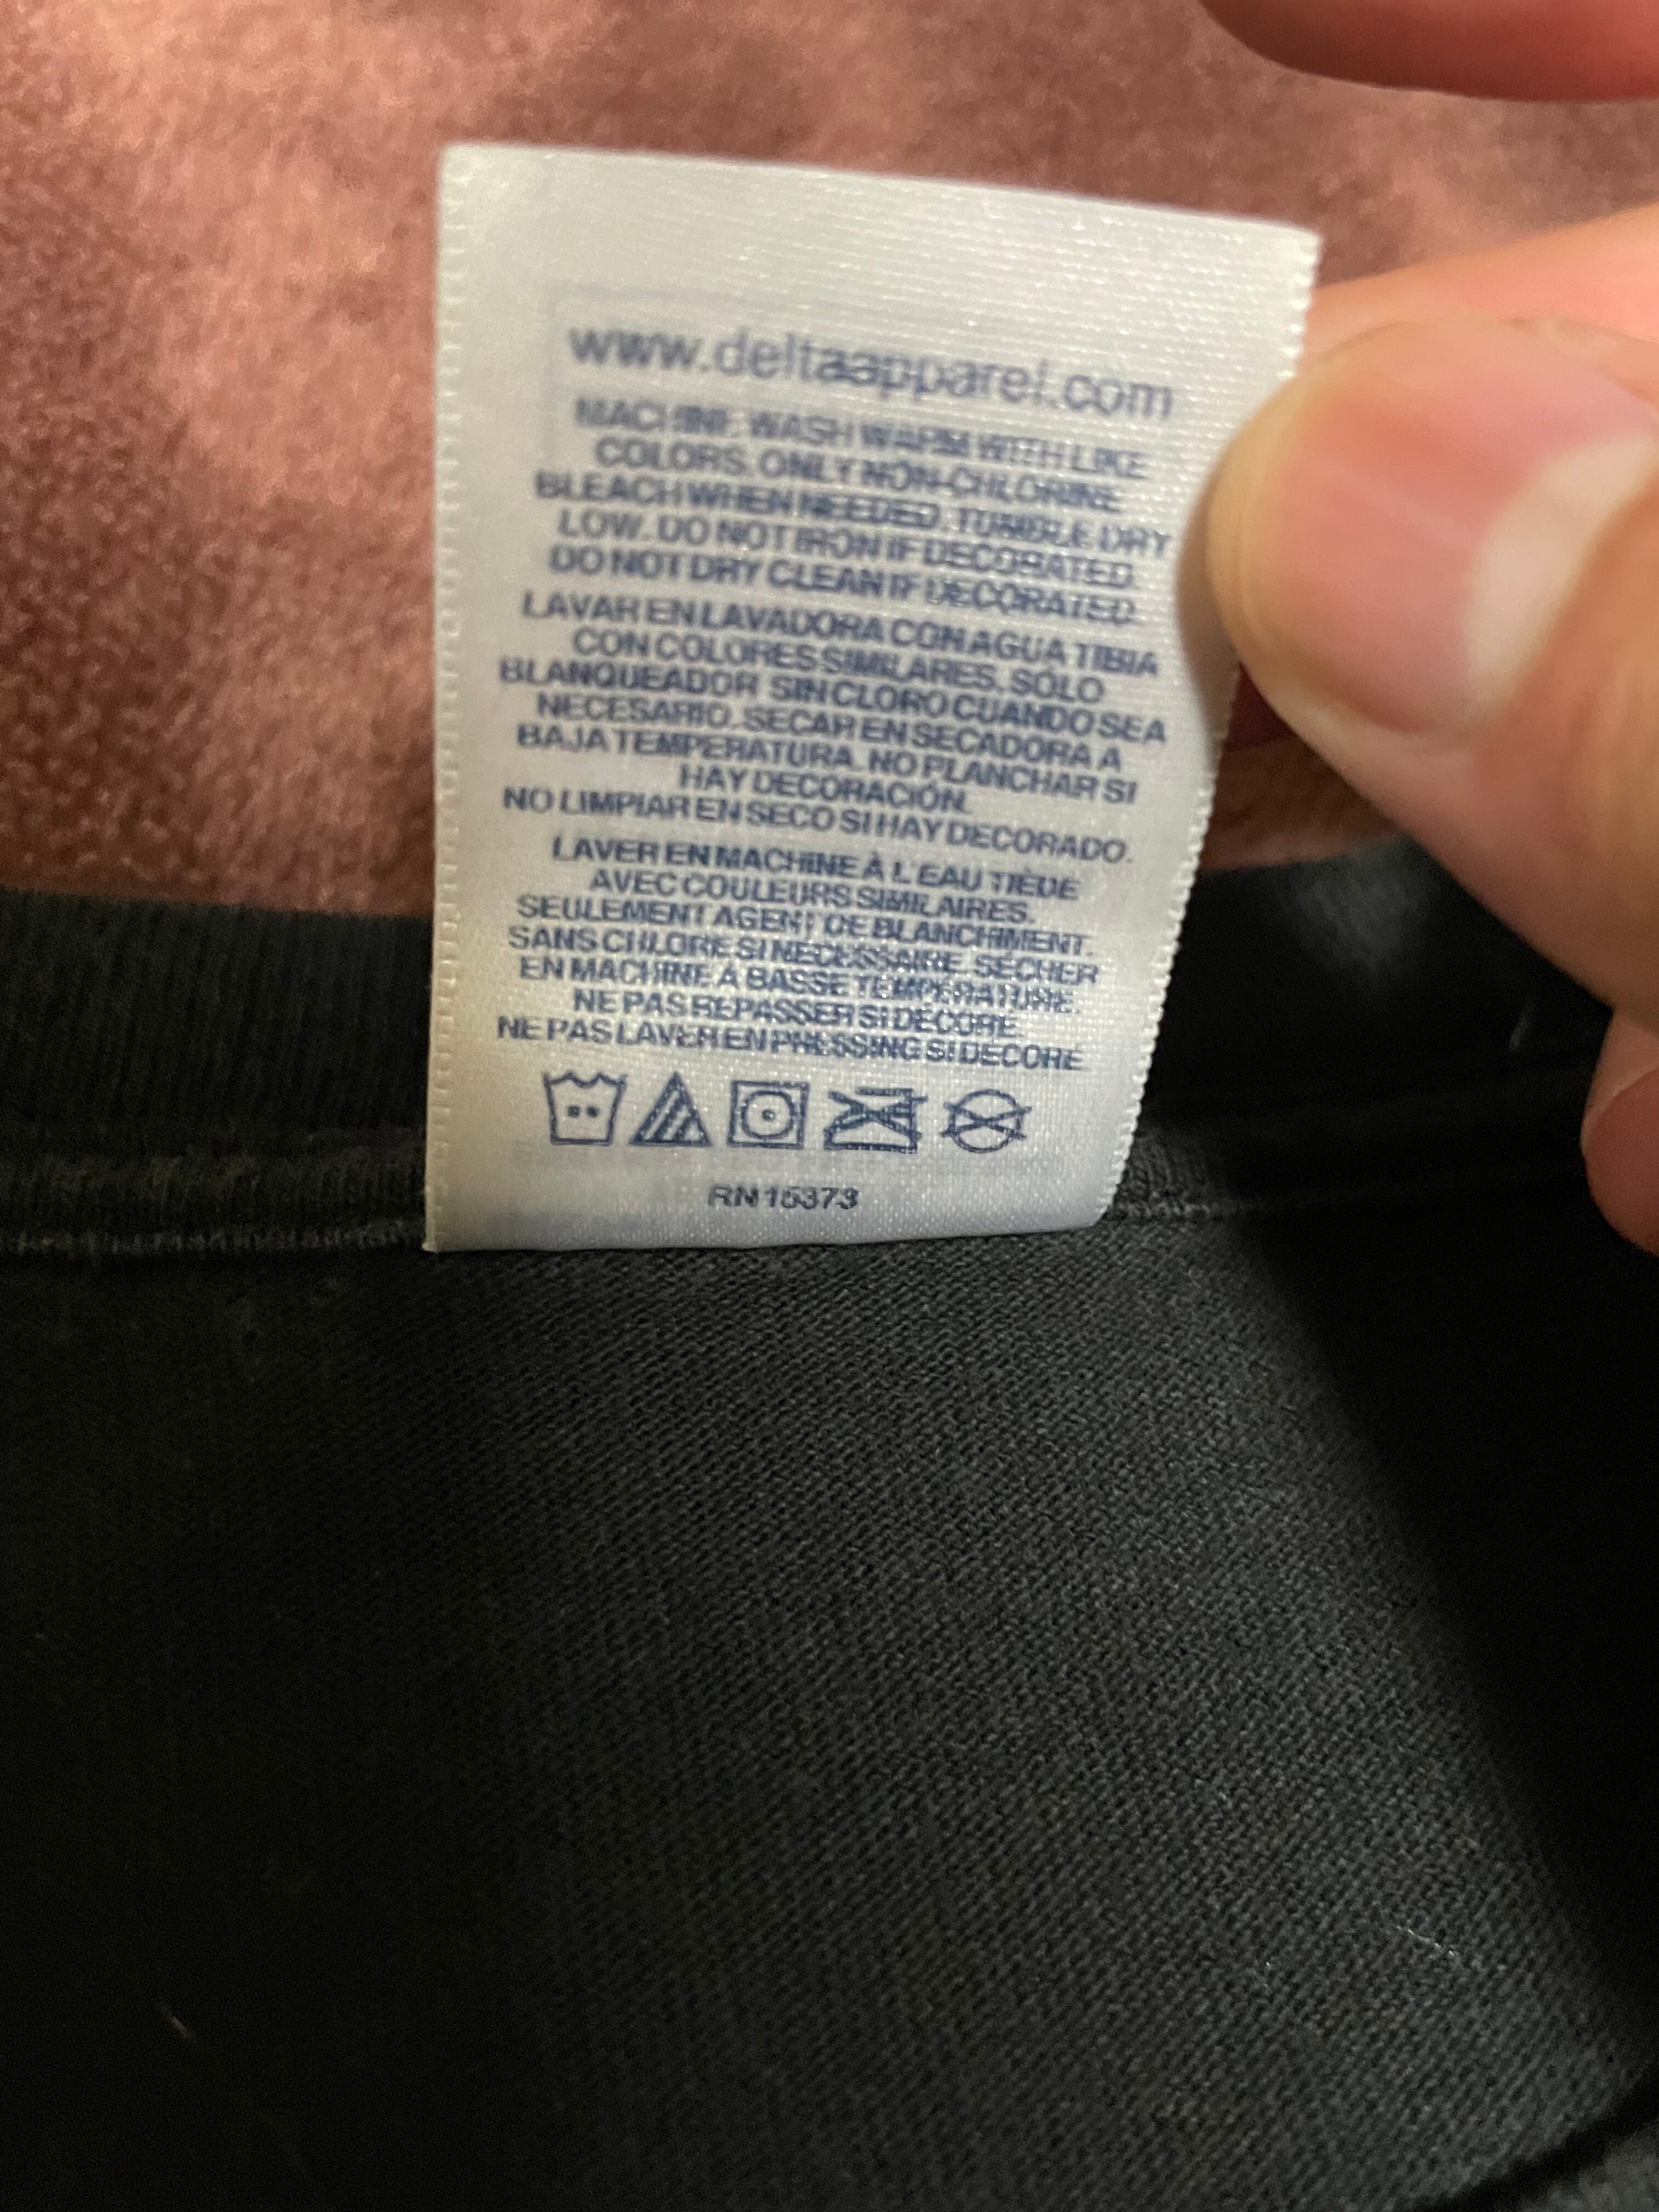 www.deltaapparel.com
MACHINE WASH WARM WITH LIKE
COLORS. ONLY NON-CHLORINE
BLEACH WHEN NEEDED. TUMBLE DRY
LOW. DO NOT IRON IF DECORATED.
DO NOT DRY CLEAN IF DECORATED.
LAVAR EN LAVADORA CON AGUA TIBIA
CON COLORES SIMILARES. SÓLO
BLANQUEADOR SIN CLORO CUANDO SEA
NECESARIO. SECAR EN SECADORA A
BAJA TEMPERATURA. NO PLANCHAR SI
HAY DECORACIÓN.
NO LIMPIAR EN SECO SI HAY DECORADO.
LAVER EN MACHINE À L'EAU TIÈDE
AVEC COULEURS SIMILAIRES.
SEULEMENT AGENT DE BLANCHIMENT.
SANS CHLORE SI NECESSAIRE. SÉCHER
EN MACHINE À BASSE TEMPÉRATURE.
NE PAS REPASSER SI DÉCORÉ.
NE PAS LAVER EN PRESSING SI DECORÉ
RN 15373